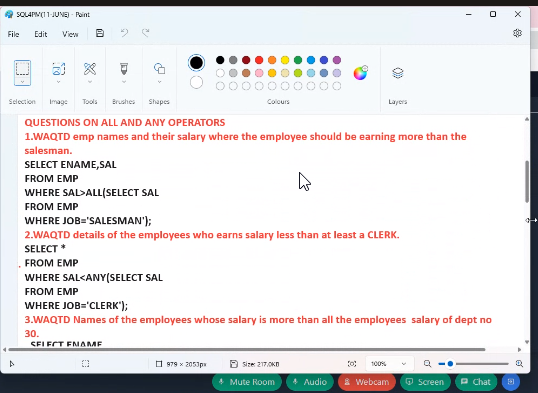 SQL4PM(11-JUNE) - Paint
File Edit View
Selection Image Tools Brushes Shapes Colours Layers
QUESTIONS ON ALL AND ANY OPERATORS
1.WAQTD emp names and their salary where the employee should be earning more than the
salesman.
SELECT ENAME,SAL
FROM EMP
WHERE SAL>ALL(SELECT SAL
FROM EMP
WHERE JOB='SALESMAN');
2.WAQTD details of the employees who earns salary less than at least a CLERK.
SELECT *
FROM EMP
WHERE SAL<ANY(SELECT SAL
FROM EMP
WHERE JOB='CLERK');
3.WAQTD Names of the employees whose salary is more than all the employees salary of dept no
30.
SELECT ENAME
979 × 2053px Size: 217.0KB 100%
Mute Room Audio Webcam Screen Chat